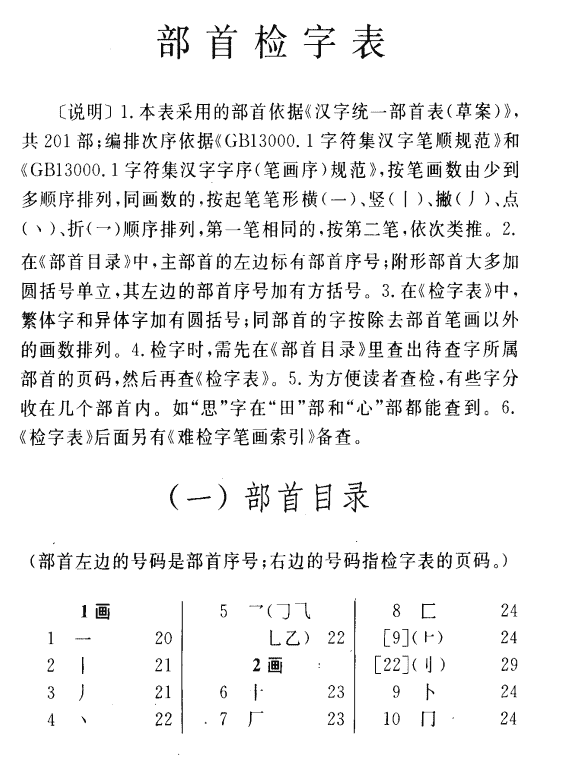 部首检字表
〔说明〕1. 本表采用的部首依据《汉字统一部首表(草案)》，
共 201 部；编排次序依据《GB13000.1 字符集汉字笔顺规范》和
《GB13000.1 字符集汉字字序(笔画序)规范》，按笔画数由少到
多顺序排列，同画数的，按起笔笔形横(一)、竖(丨)、撇(丿)、点
(丶)、折(乛)顺序排列，第一笔相同的，按第二笔，依次类推。2.
在《部首目录》中，主部首的左边标有部首序号；附形部首大多加
圆括号单立，其左边的部首序号加有方括号。3. 在《检字表》中，
繁体字和异体字加有圆括号；同部首的字按除去部首笔画以外
的画数排列。4. 检字时，需先在《部首目录》里查出待查字所属
部首的页码，然后再查《检字表》。5. 为方便读者查检，有些字分
收在几个部首内。如“思”字在“田”部和“心”部都能查到。6.
《检字表》后面另有《难检字笔画索引》备查。
(一) 部首目录
(部首左边的号码是部首序号；右边的号码指检字表的页码。)
1 画
1 一 20
2 丨 21
3 丿 21
4 丶 22
5 乛(𠃌⺄
乚乙) 22
2 画
6 十 23
7 厂 23
8 匚 24
[9](⺊) 24
[22](刂) 29
9 卜 24
10 冂 24